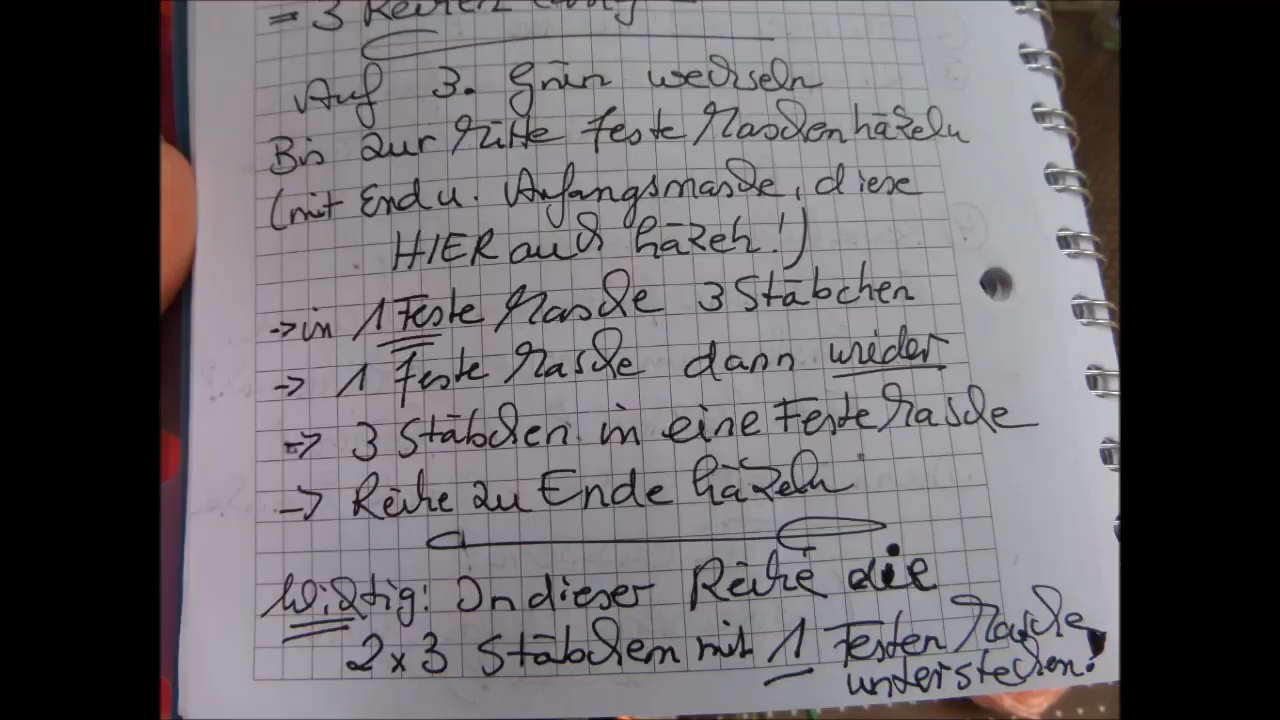 = 3 Reihen
Auf 3. Grün wechseln
Bis zur Mitte feste Maschen häkeln
(mit End u. Anfangsmasche, diese
HIER auch häkeln!)
-> in 1 Feste Masche 3 Stäbchen
-> 1 feste Masche dann wieder
-> 3 Stäbchen in eine Feste Masche
-> Reihe zu Ende häkeln
Wichtig: In dieser Reihe die
2x3 Stäbchen mit 1 Festen Masche
unterstechen!